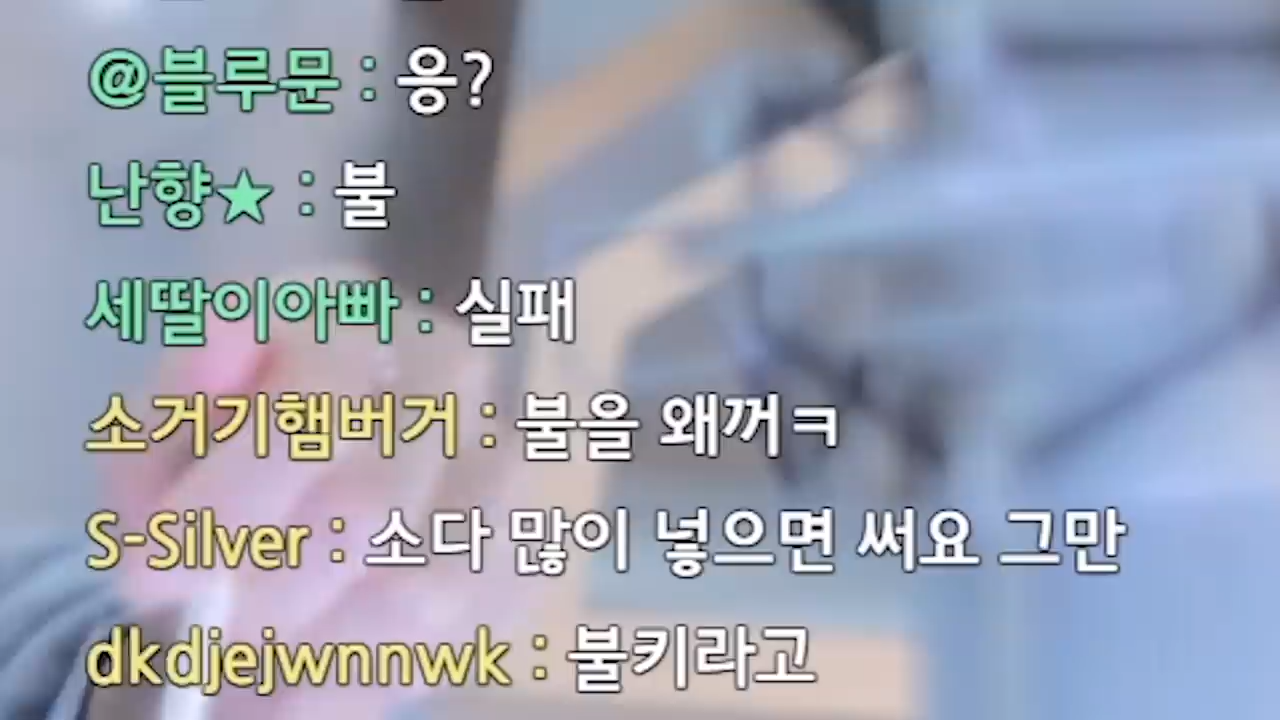 @블루문 : 응?
난향★ : 불
세딸이아빠 : 실패
소거기햄버거 : 불을 왜꺼ㅋ
S-Silver : 소다 많이 넣으면 써요 그만
dkdjejwnnwk : 불키라고